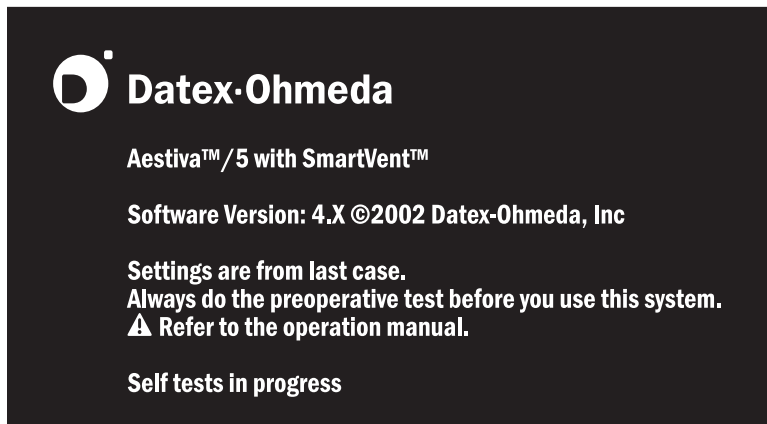 Datex·Ohmeda
Aestiva™/5 with SmartVent™
Software Version: 4.X ©2002 Datex-Ohmeda, Inc
Settings are from last case.
Always do the preoperative test before you use this system.
⚠ Refer to the operation manual.
Self tests in progress